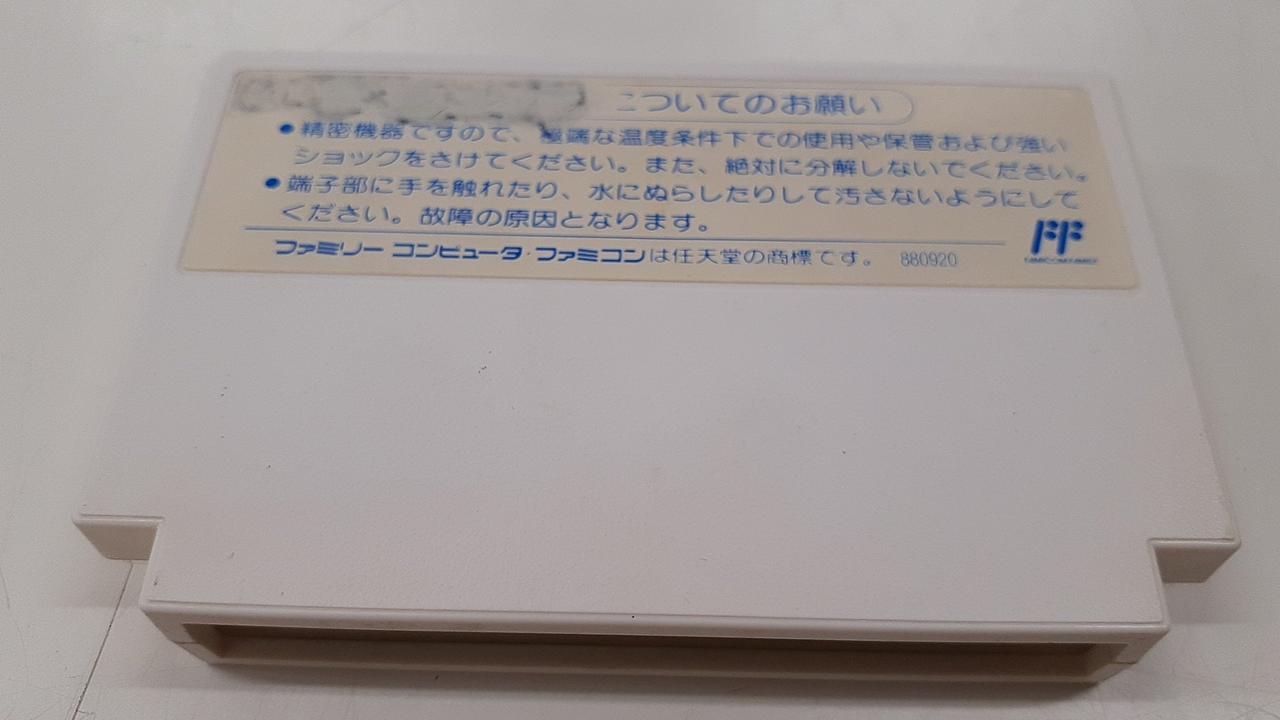 についてのお願い
●精密機器ですので、極端な温度条件下での使用や保管および強い
ショックをさけてください。また、絶対に分解しないでください。
●端子部に手を触れたり、水にぬらしたりして汚さないようにして
ください。故障の原因となります。
ファミリー コンピュータ・ファミコンは任天堂の商標です。 880920
FF
FAMICOM FAMILY